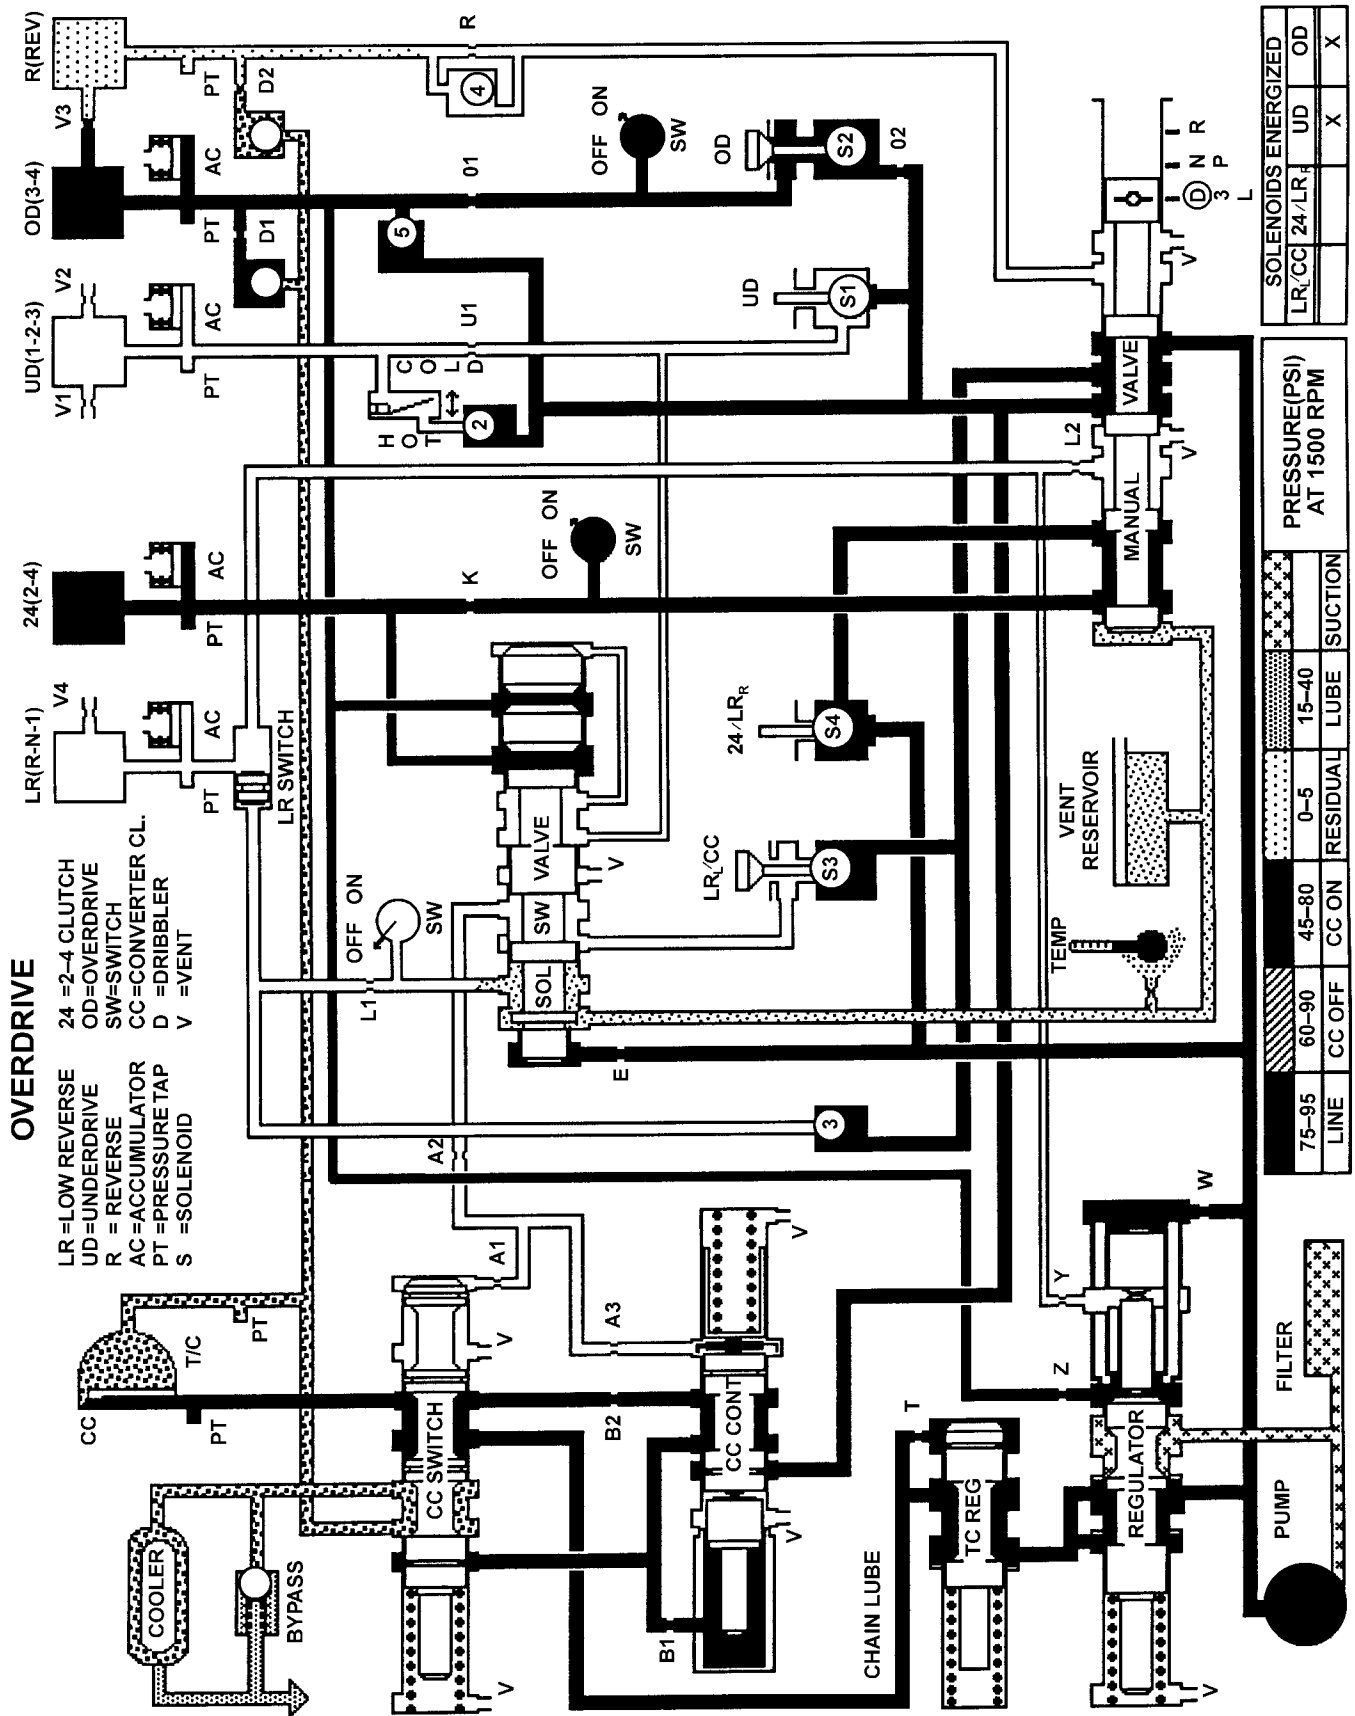 OVERDRIVE
LR =LOW REVERSE
UD=UNDERDRIVE
R = REVERSE
AC=ACCUMULATOR
PT =PRESSURE TAP
S =SOLENOID
24 =2–4 CLUTCH
OD=OVERDRIVE
SW=SWITCH
CC=CONVERTER CL.
D =DRIBBLER
V =VENT
LR(R-N-1)
V4
24(2-4)
UD(1-2-3)
V1
V2
OD(3-4)
V3
R(REV)
PT
AC
PT
AC
PT
AC
PT
AC
PT
D1
D2
LR SWITCH
COOLER
BYPASS
CC
PT
T/C
PT
CC SWITCH
V
V
A1
A2
A3
B1
B2
CC CONT
V
V
L1
OFF ON
SW
SOL
SW
VALVE
V
E
3
K
OFF ON
SW
HOT
COLD
2
U1
5
01
OFF ON
SW
R
4
LR_L/CC
S3
24/LR_R
S4
UD
S1
OD
S2
02
CHAIN LUBE
T
TC REG
Z
Y
W
REGULATOR
V
PUMP
FILTER
TEMP
VENT
RESERVOIR
MANUAL
VALVE
L2
V
V
D N R
3 P
L
75–95
60–90
45–80
0–5
15–40
LINE
CC OFF
CC ON
RESIDUAL
LUBE
SUCTION
PRESSURE(PSI)
AT 1500 RPM
SOLENOIDS ENERGIZED
LR_L/CC
24/LR_R
UD
OD
X
X